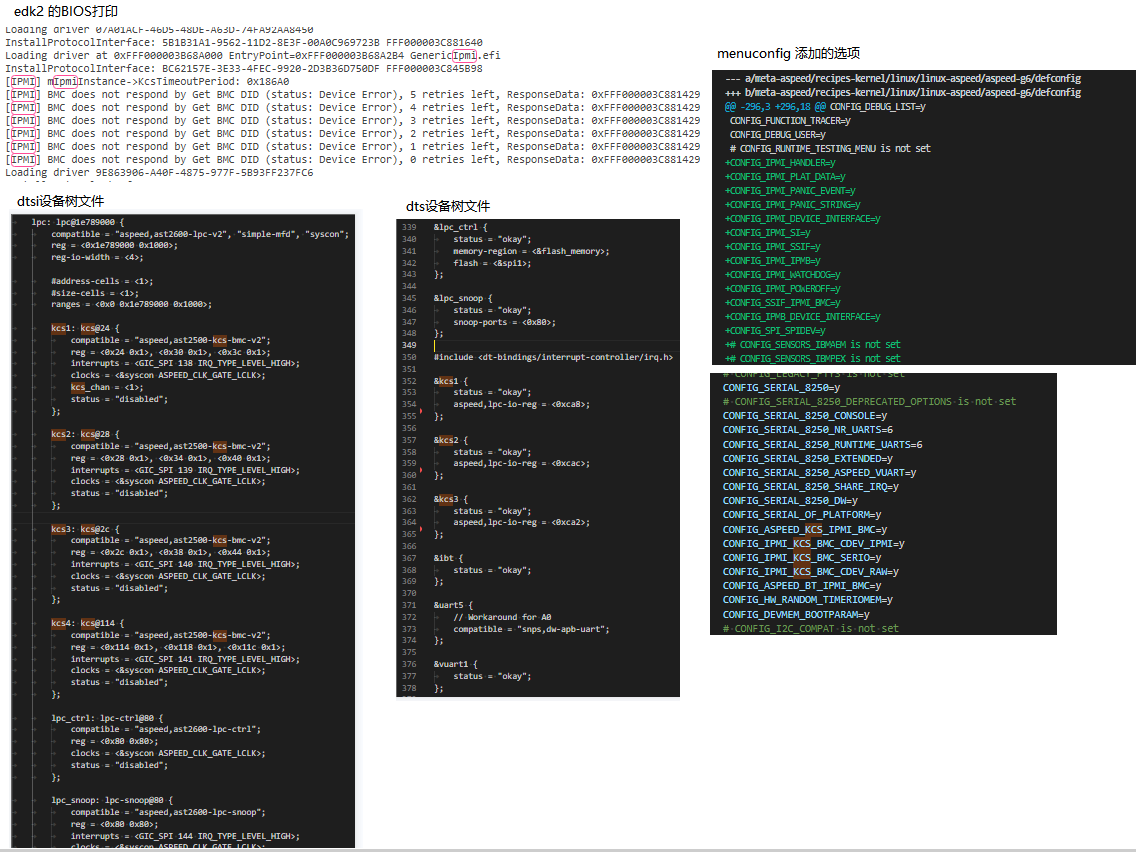 edk2 的BIOS打印
Loading driver 07A01ACF-46D5-48DE-A63D-74FA92AA8450
InstallProtocolInterface: 5B1B31A1-9562-11D2-8E3F-00A0C969723B FFF000003C881640
Loading driver at 0xFFF000003B68A000 EntryPoint=0xFFF000003B68A2B4 GenericIpmi.efi
InstallProtocolInterface: BC62157E-3E33-4FEC-9920-2D3B36D750DF FFF000003C845B98
[IPMI] mIpmiInstance->KcsTimeoutPeriod: 0x186A0
[IPMI] BMC does not respond by Get BMC DID (status: Device Error), 5 retries left, ResponseData: 0xFFF000003C881429
[IPMI] BMC does not respond by Get BMC DID (status: Device Error), 4 retries left, ResponseData: 0xFFF000003C881429
[IPMI] BMC does not respond by Get BMC DID (status: Device Error), 3 retries left, ResponseData: 0xFFF000003C881429
[IPMI] BMC does not respond by Get BMC DID (status: Device Error), 2 retries left, ResponseData: 0xFFF000003C881429
[IPMI] BMC does not respond by Get BMC DID (status: Device Error), 1 retries left, ResponseData: 0xFFF000003C881429
[IPMI] BMC does not respond by Get BMC DID (status: Device Error), 0 retries left, ResponseData: 0xFFF000003C881429
Loading driver 9E863906-A40F-4875-977F-5B93FF237FC6
dtsi设备树文件
lpc: lpc@1e789000 {
compatible = "aspeed,ast2600-lpc-v2", "simple-mfd", "syscon";
reg = <0x1e789000 0x1000>;
reg-io-width = <4>;
#address-cells = <1>;
#size-cells = <1>;
ranges = <0x0 0x1e789000 0x1000>;
kcs1: kcs@24 {
compatible = "aspeed,ast2500-kcs-bmc-v2";
reg = <0x24 0x1>, <0x30 0x1>, <0x3c 0x1>;
interrupts = <GIC_SPI 138 IRQ_TYPE_LEVEL_HIGH>;
clocks = <&syscon ASPEED_CLK_GATE_LCLK>;
kcs_chan = <1>;
status = "disabled";
};
kcs2: kcs@28 {
compatible = "aspeed,ast2500-kcs-bmc-v2";
reg = <0x28 0x1>, <0x34 0x1>, <0x40 0x1>;
interrupts = <GIC_SPI 139 IRQ_TYPE_LEVEL_HIGH>;
clocks = <&syscon ASPEED_CLK_GATE_LCLK>;
status = "disabled";
};
kcs3: kcs@2c {
compatible = "aspeed,ast2500-kcs-bmc-v2";
reg = <0x2c 0x1>, <0x38 0x1>, <0x44 0x1>;
interrupts = <GIC_SPI 140 IRQ_TYPE_LEVEL_HIGH>;
clocks = <&syscon ASPEED_CLK_GATE_LCLK>;
status = "disabled";
};
kcs4: kcs@114 {
compatible = "aspeed,ast2500-kcs-bmc-v2";
reg = <0x114 0x1>, <0x118 0x1>, <0x11c 0x1>;
interrupts = <GIC_SPI 141 IRQ_TYPE_LEVEL_HIGH>;
clocks = <&syscon ASPEED_CLK_GATE_LCLK>;
status = "disabled";
};
lpc_ctrl: lpc-ctrl@80 {
compatible = "aspeed,ast2600-lpc-ctrl";
reg = <0x80 0x80>;
clocks = <&syscon ASPEED_CLK_GATE_LCLK>;
status = "disabled";
};
lpc_snoop: lpc-snoop@80 {
compatible = "aspeed,ast2600-lpc-snoop";
reg = <0x80 0x80>;
interrupts = <GIC_SPI 144 IRQ_TYPE_LEVEL_HIGH>;
clocks = <&syscon ASPEED_CLK_GATE_LCLK>;
dts设备树文件
339 &lpc_ctrl {
340 status = "okay";
341 memory-region = <&flash_memory>;
342 flash = <&spi1>;
343 };
344
345 &lpc_snoop {
346 status = "okay";
347 snoop-ports = <0x80>;
348 };
349
350 #include <dt-bindings/interrupt-controller/irq.h>
351
352 &kcs1 {
353 status = "okay";
354 aspeed,lpc-io-reg = <0xca8>;
355 };
356
357 &kcs2 {
358 status = "okay";
359 aspeed,lpc-io-reg = <0xcac>;
360 };
361
362 &kcs3 {
363 status = "okay";
364 aspeed,lpc-io-reg = <0xca2>;
365 };
366
367 &ibt {
368 status = "okay";
369 };
370
371 &uart5 {
372 // Workaround for A0
373 compatible = "snps,dw-apb-uart";
374 };
375
376 &vuart1 {
377 status = "okay";
378 };
menuconfig 添加的选项
--- a/meta-aspeed/recipes-kernel/linux/linux-aspeed/aspeed-g6/defconfig
+++ b/meta-aspeed/recipes-kernel/linux/linux-aspeed/aspeed-g6/defconfig
@@ -296,3 +296,18 @@ CONFIG_DEBUG_LIST=y
CONFIG_FUNCTION_TRACER=y
CONFIG_DEBUG_USER=y
# CONFIG_RUNTIME_TESTING_MENU is not set
+CONFIG_IPMI_HANDLER=y
+CONFIG_IPMI_PLAT_DATA=y
+CONFIG_IPMI_PANIC_EVENT=y
+CONFIG_IPMI_PANIC_STRING=y
+CONFIG_IPMI_DEVICE_INTERFACE=y
+CONFIG_IPMI_SI=y
+CONFIG_IPMI_SSIF=y
+CONFIG_IPMI_IPMB=y
+CONFIG_IPMI_WATCHDOG=y
+CONFIG_IPMI_POWEROFF=y
+CONFIG_SSIF_IPMI_BMC=y
+CONFIG_IPMB_DEVICE_INTERFACE=y
+CONFIG_SPI_SPIDEV=y
+# CONFIG_SENSORS_IBMAEM is not set
+# CONFIG_SENSORS_IBMPEX is not set
# CONFIG_LEGACY_PTYS is not set
CONFIG_SERIAL_8250=y
# CONFIG_SERIAL_8250_DEPRECATED_OPTIONS is not set
CONFIG_SERIAL_8250_CONSOLE=y
CONFIG_SERIAL_8250_NR_UARTS=6
CONFIG_SERIAL_8250_RUNTIME_UARTS=6
CONFIG_SERIAL_8250_EXTENDED=y
CONFIG_SERIAL_8250_ASPEED_VUART=y
CONFIG_SERIAL_8250_SHARE_IRQ=y
CONFIG_SERIAL_8250_DW=y
CONFIG_SERIAL_OF_PLATFORM=y
CONFIG_ASPEED_KCS_IPMI_BMC=y
CONFIG_IPMI_KCS_BMC_CDEV_IPMI=y
CONFIG_IPMI_KCS_BMC_SERIO=y
CONFIG_IPMI_KCS_BMC_CDEV_RAW=y
CONFIG_ASPEED_BT_IPMI_BMC=y
CONFIG_HW_RANDOM_TIMERIOMEM=y
CONFIG_DEVMEM_BOOTPARAM=y
# CONFIG_I2C_COMPAT is not set